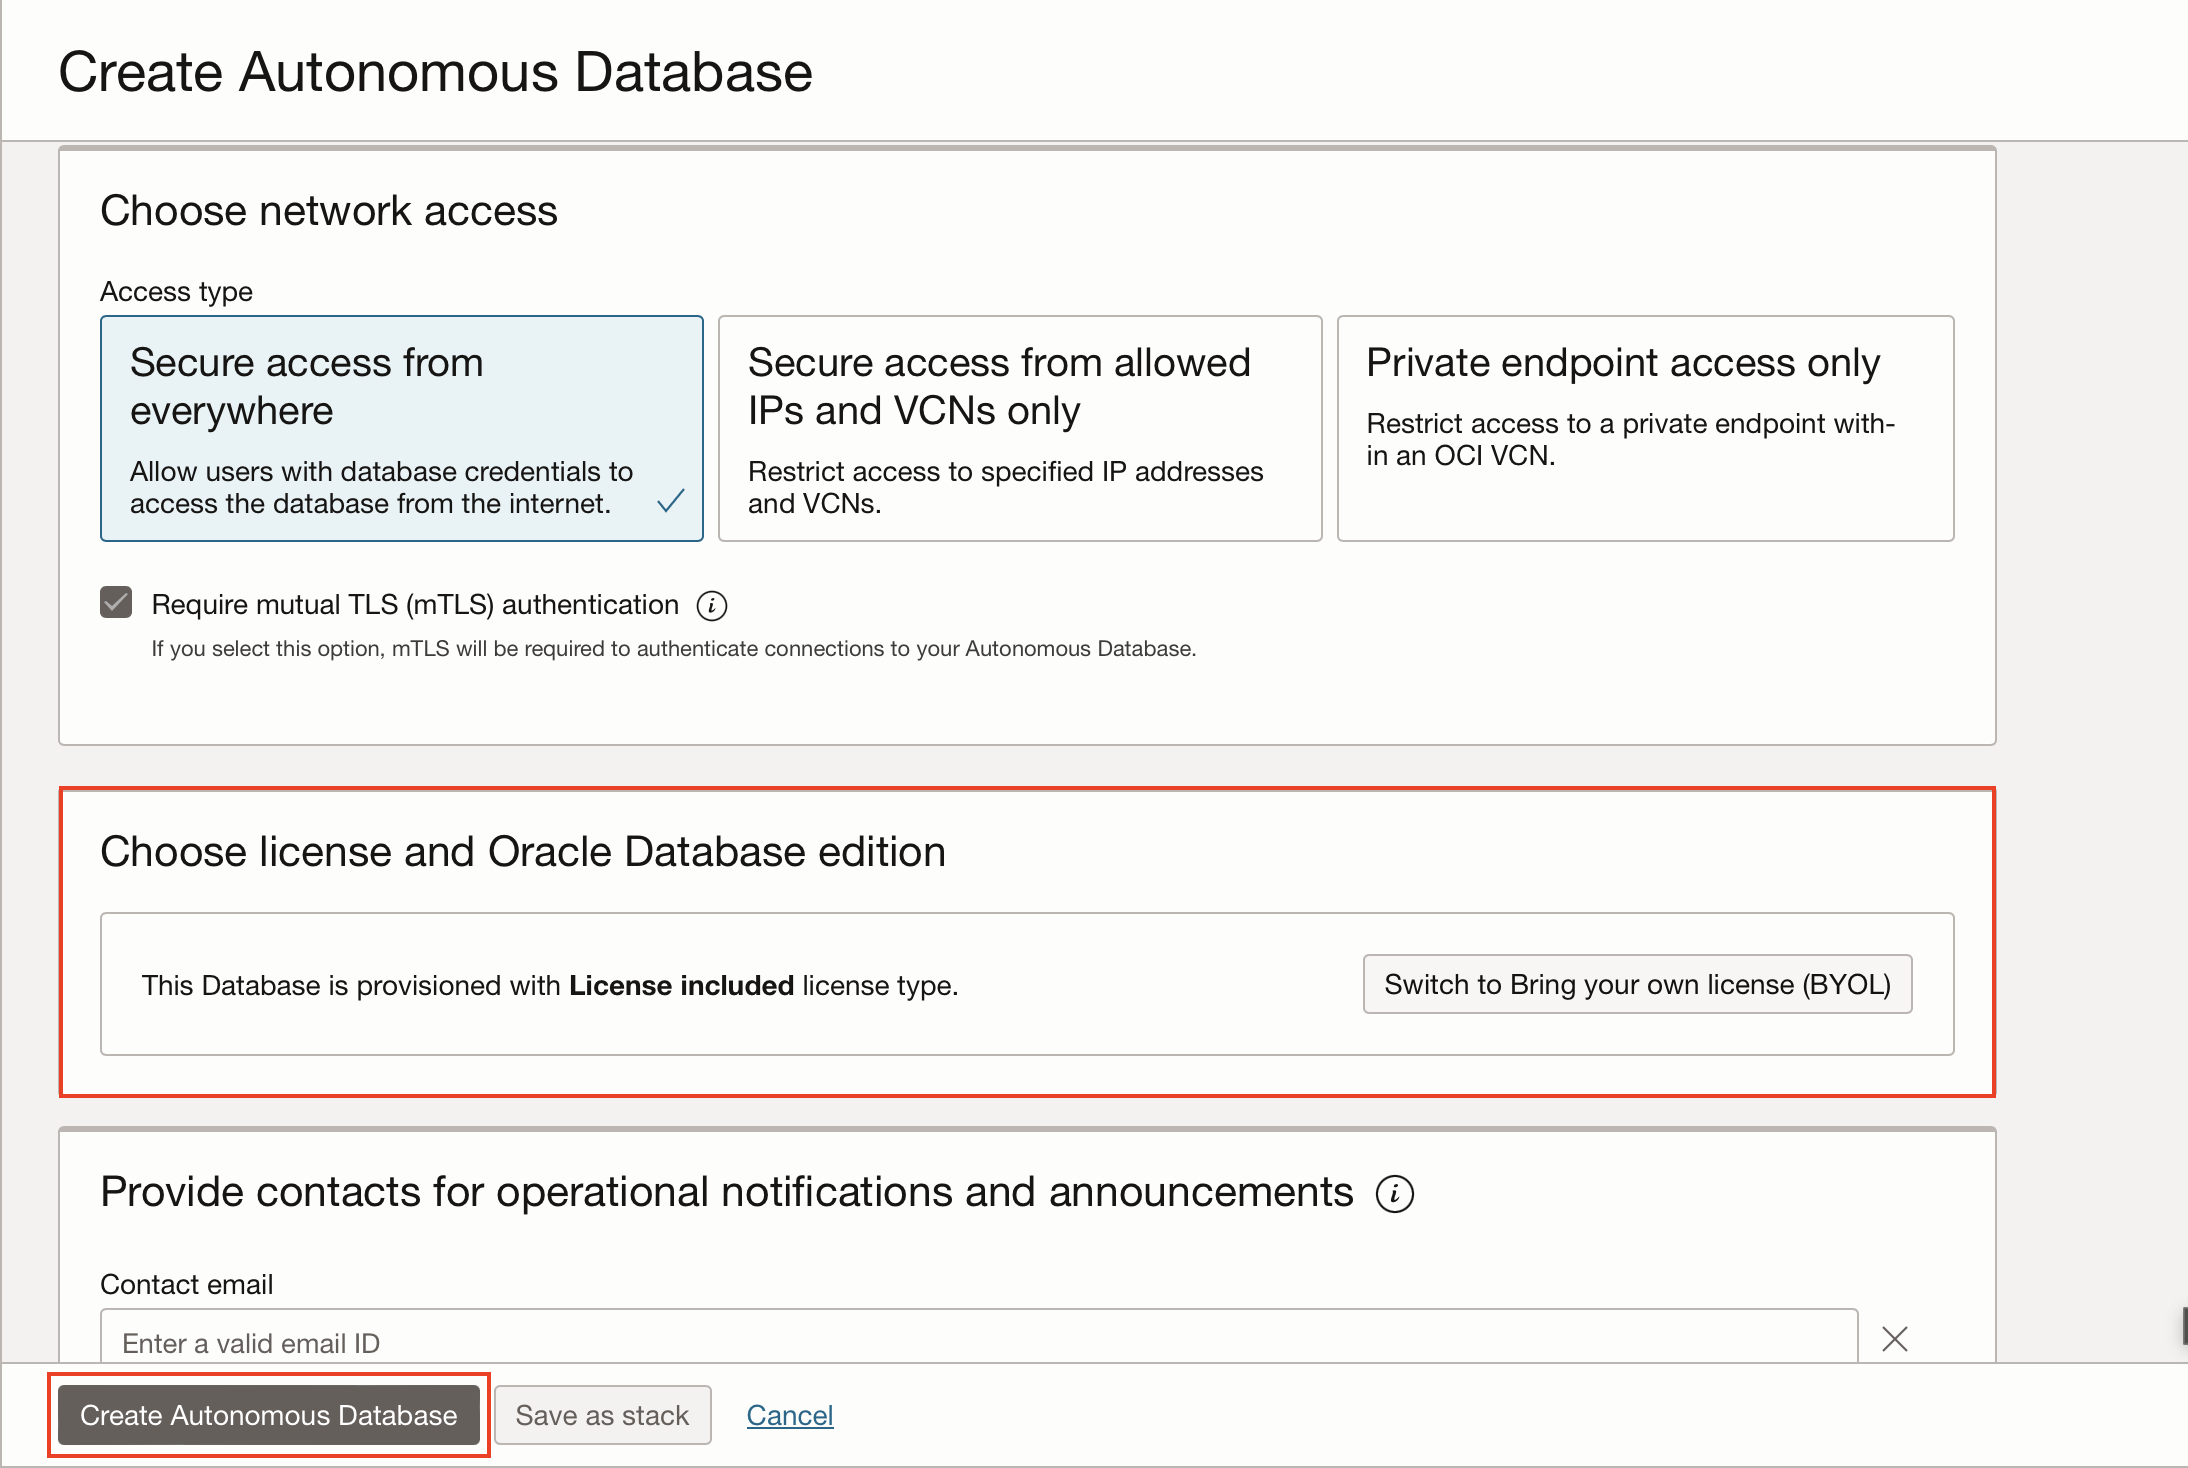 Create Autonomous Database
Choose network access
Access type
Secure access from
everywhere
Allow users with database credentials to
access the database from the internet.
Secure access from allowed
IPs and VCNs only
Restrict access to specified IP addresses
and VCNs.
Private endpoint access only
Restrict access to a private endpoint with-
in an OCI VCN.
Require mutual TLS (mTLS) authentication
If you select this option, mTLS will be required to authenticate connections to your Autonomous Database.
Choose license and Oracle Database edition
This Database is provisioned with License included license type.
Switch to Bring your own license (BYOL)
Provide contacts for operational notifications and announcements
Contact email
Enter a valid email ID
Create Autonomous Database
Save as stack
Cancel